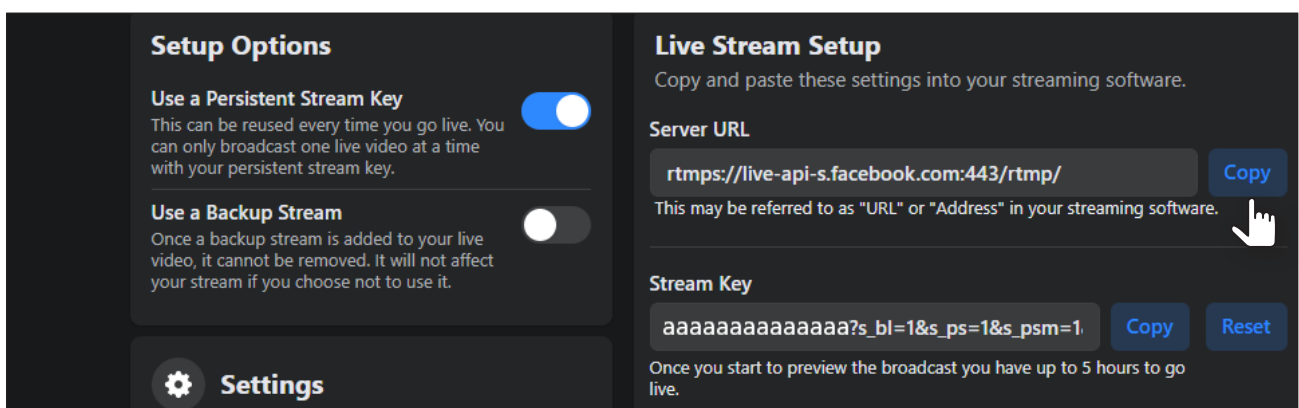 Setup Options
Use a Persistent Stream Key
This can be reused every time you go live. You
can only broadcast one live video at a time
with your persistent stream key.
Use a Backup Stream
Once a backup stream is added to your live
video, it cannot be removed. It will not affect
your stream if you choose not to use it.
Settings
Live Stream Setup
Copy and paste these settings into your streaming software.
Server URL
rtmps://live-api-s.facebook.com:443/rtmp/
Copy
This may be referred to as "URL" or "Address" in your streaming software.
Stream Key
aaaaaaaaaaaaaa?s_bl=1&s_ps=1&s_psm=1
Copy
Reset
Once you start to preview the broadcast you have up to 5 hours to go
live.